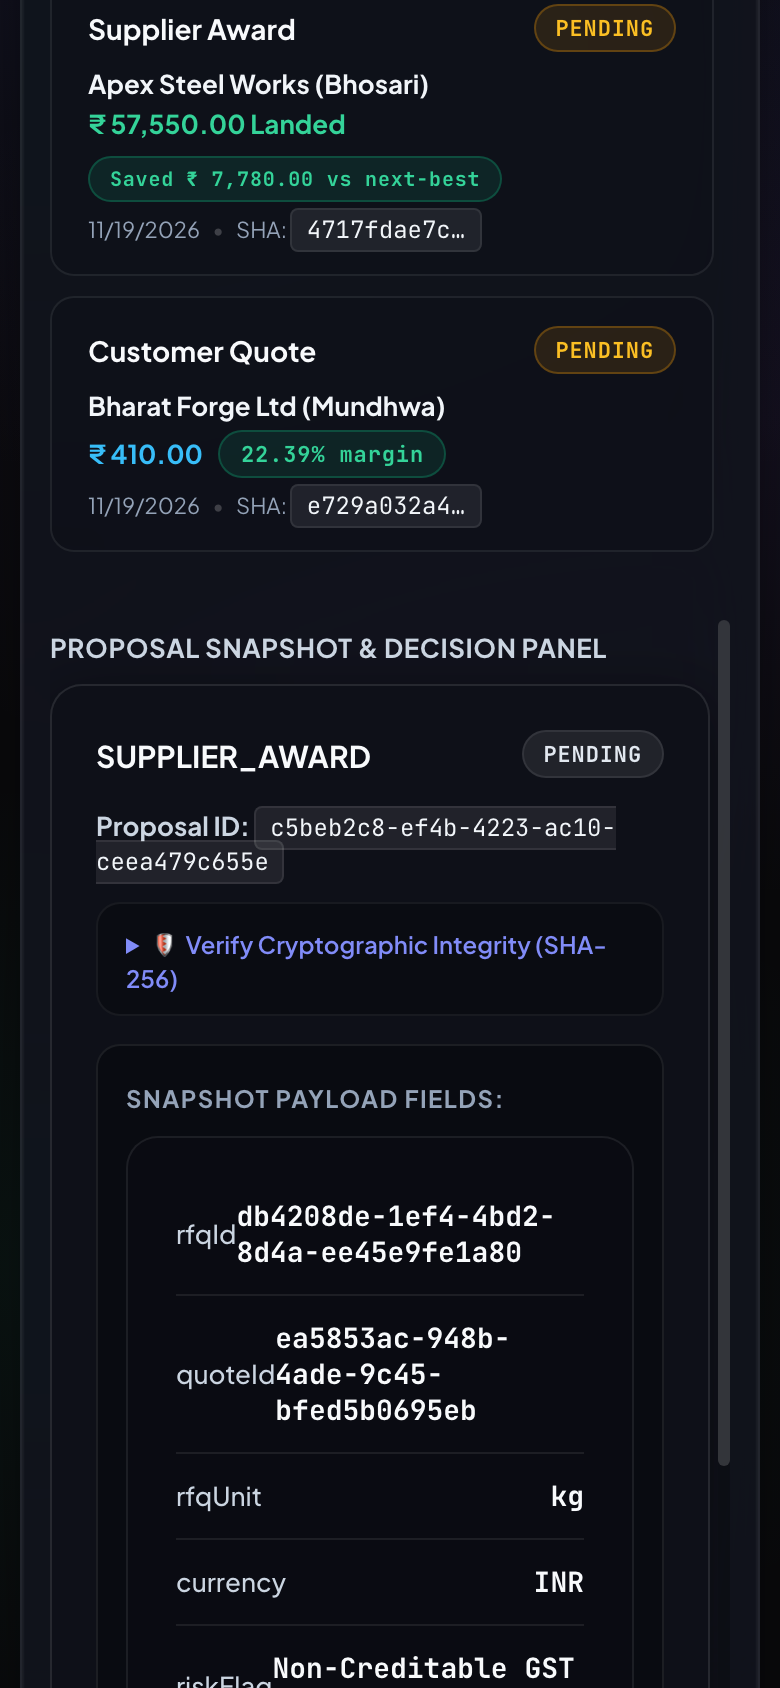 Supplier Award PENDING
Apex Steel Works (Bhosari)
₹ 57,550.00 Landed
Saved ₹ 7,780.00 vs next-best
11/19/2026 • SHA: 4717fdae7c…
Customer Quote PENDING
Bharat Forge Ltd (Mundhwa)
₹ 410.00 22.39% margin
11/19/2026 • SHA: e729a032a4…
PROPOSAL SNAPSHOT & DECISION PANEL
SUPPLIER_AWARD PENDING
Proposal ID: c5beb2c8-ef4b-4223-ac10-
ceea479c655e
Verify Cryptographic Integrity (SHA-
256)
SNAPSHOT PAYLOAD FIELDS:
rfqId db4208de-1ef4-4bd2-
8d4a-ee45e9fe1a80
quoteId ea5853ac-948b-
4ade-9c45-
bfed5b0695eb
rfqUnit kg
currency INR
riskFlag Non-Creditable GST